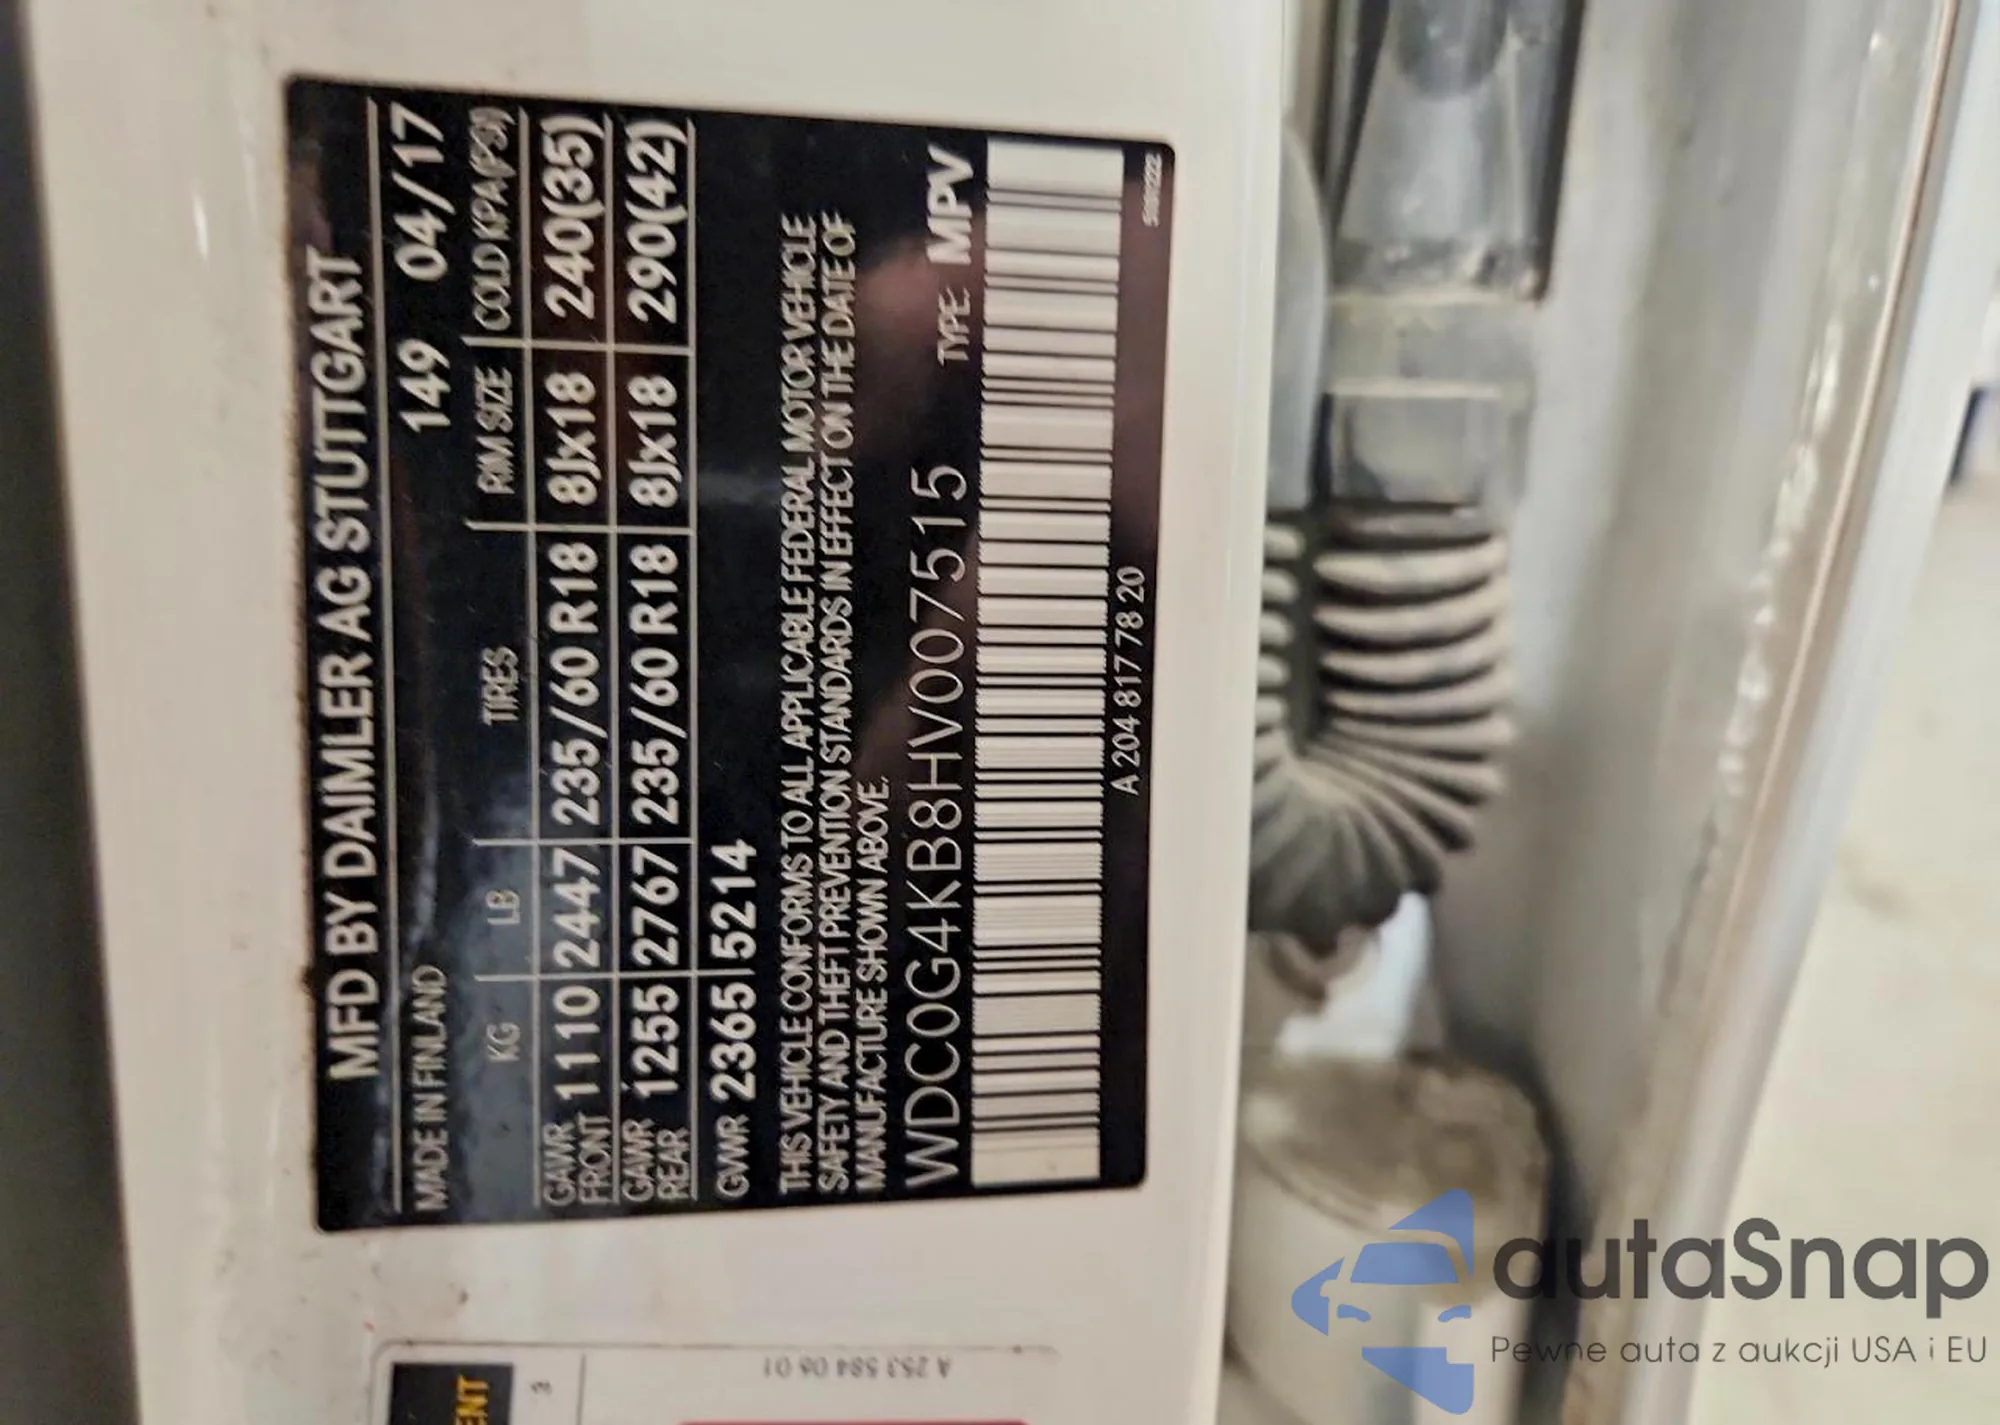 MFD BY DAIMLER AG STUTTGART
MADE IN FINLAND 149 04/17
KG LB TIRES RIM SIZE COLD KPA(PSI)
GAWR FRONT 1110 2447 235/60 R18 8Jx18 240(35)
GAWR REAR 1255 2767 235/60 R18 8Jx18 290(42)
GVWR 2365 5214
THIS VEHICLE CONFORMS TO ALL APPLICABLE FEDERAL MOTOR VEHICLE
SAFETY AND THEFT PREVENTION STANDARDS IN EFFECT ON THE DATE OF
MANUFACTURE SHOWN ABOVE.
WDC0G4KB8HV007515 TYPE: MPV
A 204 817 78 20
A 253 584 06 01
ENT
3
autaSnap
Pewne auta z aukcji USA i EU